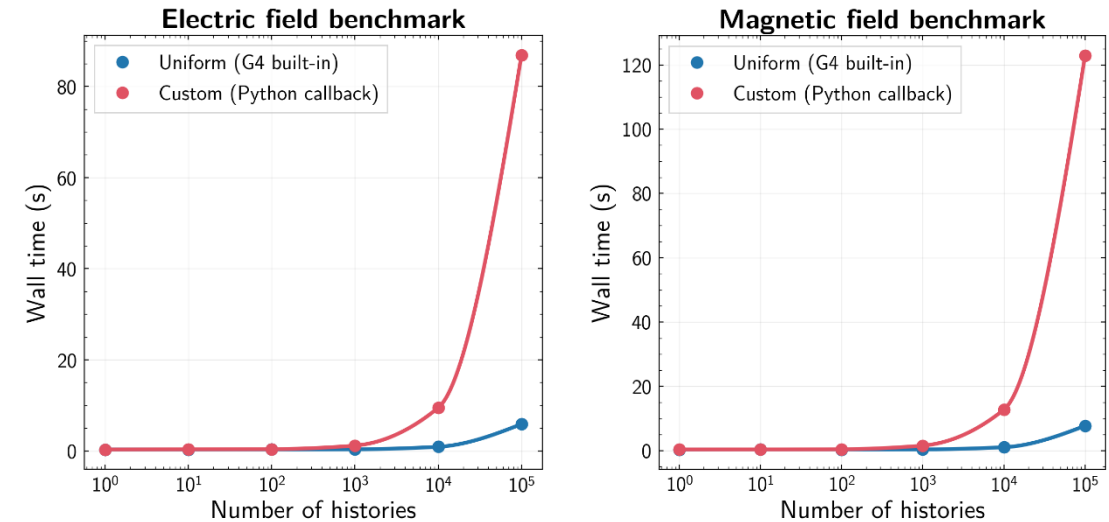 Electric field benchmark
Uniform (G4 built-in)
Custom (Python callback)
Wall time (s)
80
60
40
20
0
10⁰ 10¹ 10² 10³ 10⁴ 10⁵
Number of histories
Magnetic field benchmark
Uniform (G4 built-in)
Custom (Python callback)
Wall time (s)
120
100
80
60
40
20
0
10⁰ 10¹ 10² 10³ 10⁴ 10⁵
Number of histories